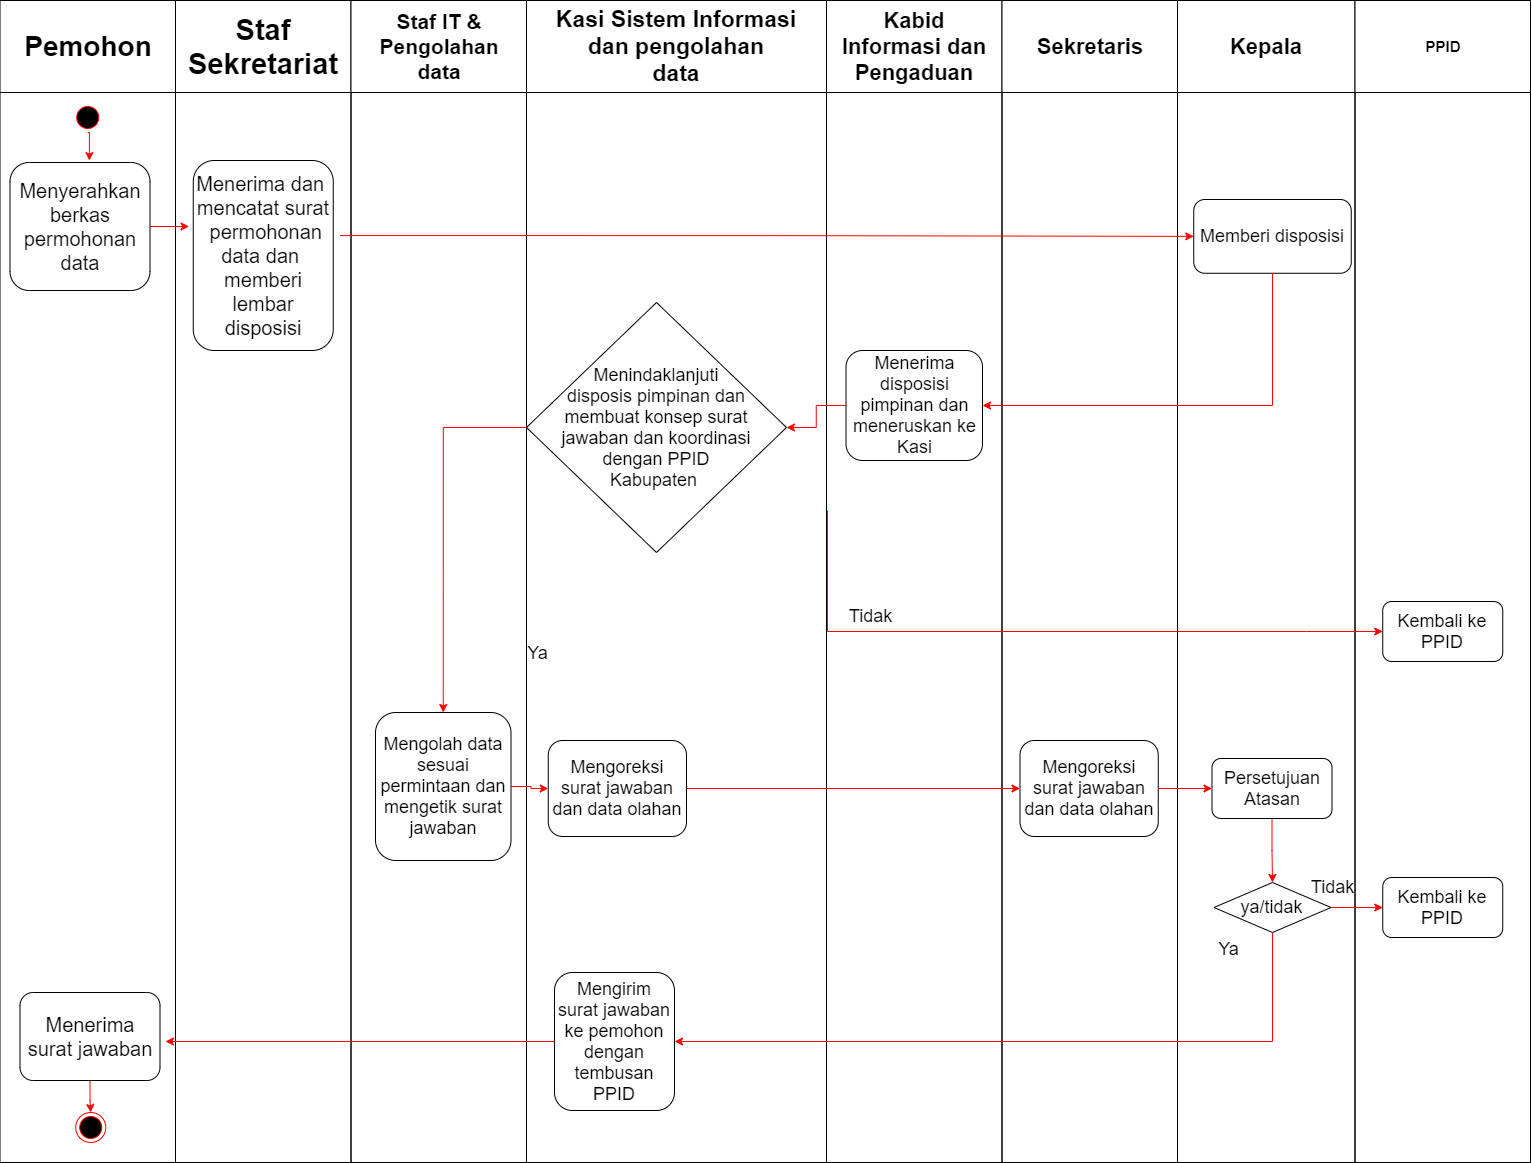 Pemohon
Staf
Sekretariat
Staf IT &
Pengolahan
data
Kasi Sistem Informasi
dan pengolahan
data
Kabid
Informasi dan
Pengaduan
Sekretaris
Kepala
PPID
Menyerahkan
berkas
permohonan
data
Menerima dan
mencatat surat
permohonan
data dan
memberi
lembar
disposisi
Memberi disposisi
Menerima
disposisi
pimpinan dan
meneruskan ke
Kasi
Menindaklanjuti
disposis pimpinan dan
membuat konsep surat
jawaban dan koordinasi
dengan PPID
Kabupaten
Tidak
Kembali ke
PPID
Ya
Mengolah data
sesuai
permintaan dan
mengetik surat
jawaban
Mengoreksi
surat jawaban
dan data olahan
Mengoreksi
surat jawaban
dan data olahan
Persetujuan
Atasan
ya/tidak
Tidak
Kembali ke
PPID
Ya
Mengirim
surat jawaban
ke pemohon
dengan
tembusan
PPID
Menerima
surat jawaban